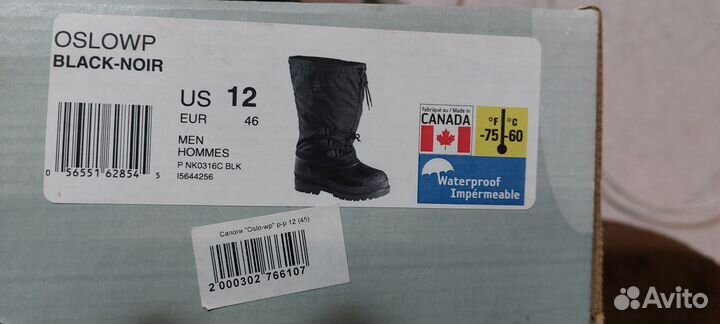 OSLOWP
BLACK-NOIR
US 12
EUR 46
MEN
HOMMES
P NK0316C BLK
I5644256
0 56551 62854 5
Fabriqué au / Made in
CANADA
°F °C
-75 -60
Waterproof
Imperméable
Сапоги "Oslo-wp" р-р 12 (45)
2 000302 766107
Avito